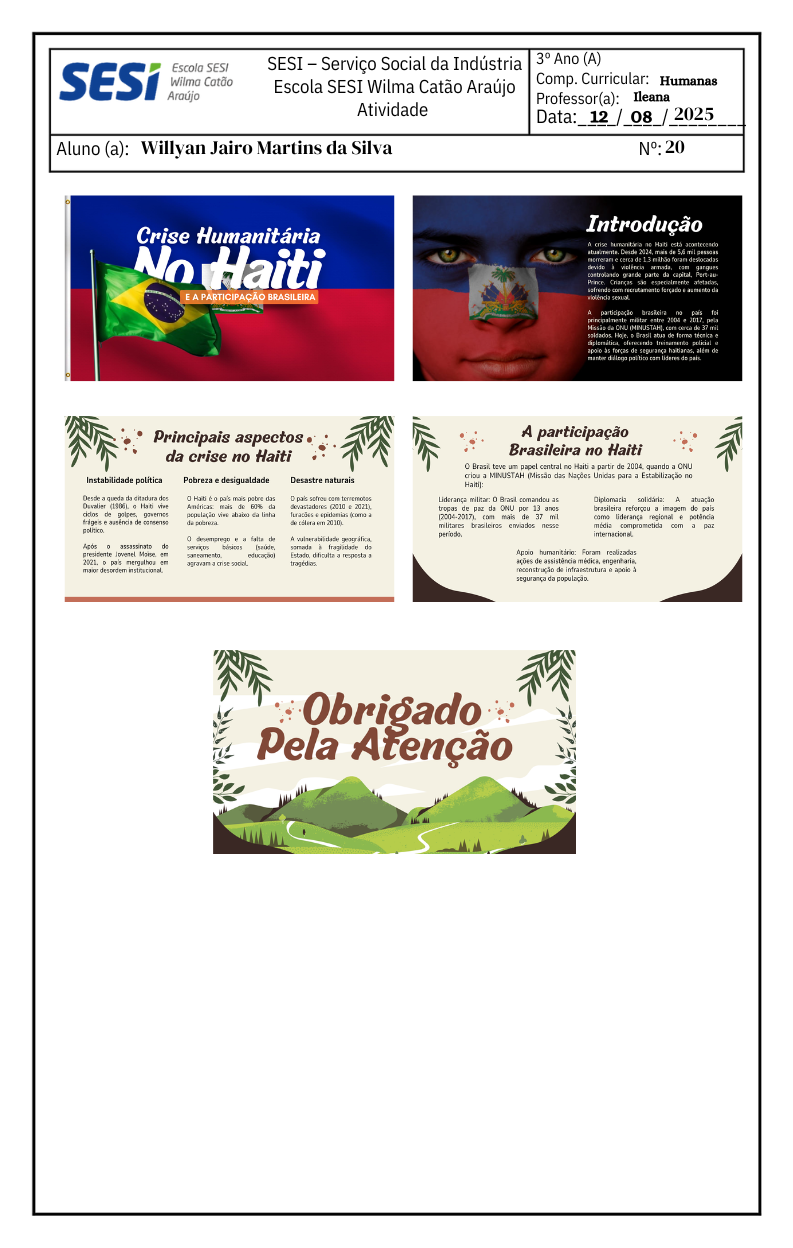 SESI
Escola SESI
Wilma Catão
Araújo
SESI – Serviço Social da Indústria
Escola SESI Wilma Catão Araújo
Atividade
3º Ano (A)
Comp. Curricular: Humanas
Professor(a): Ileana
Data: 12 / 08 / 2025
Aluno (a): Willyan Jairo Martins da Silva
Nº: 20
Crise Humanitária
No Haiti
E A PARTICIPAÇÃO BRASILEIRA
Introdução
A crise humanitária no Haiti está acontecendo
atualmente. Desde 2024, mais de 5,6 mil pessoas
morreram e cerca de 1,3 milhão foram deslocadas
devido à violência armada, com gangues
controlando grande parte da capital, Port-au-
Prince. Crianças são especialmente afetadas,
sofrendo com recrutamento forçado e aumento da
violência sexual.
A participação brasileira no país foi
principalmente militar entre 2004 e 2017, pela
Missão da ONU (MINUSTAH), com cerca de 37 mil
soldados. Hoje, o Brasil atua de forma técnica e
diplomática, oferecendo treinamento policial e
apoio às forças de segurança haitianas, além de
manter diálogo político com líderes do país.
Principais aspectos
da crise no Haiti
Instabilidade política
Desde a queda da ditadura dos
Duvalier (1986), o Haiti vive
ciclos de golpes, governos
frágeis e ausência de consenso
político.
Após o assassinato do
presidente Jovenel Moïse, em
2021, o país mergulhou em
maior desordem institucional.
Pobreza e desigualdade
O Haiti é o país mais pobre das
Américas: mais de 60% da
população vive abaixo da linha
da pobreza.
O desemprego e a falta de
serviços básicos (saúde,
saneamento, educação)
agravam a crise social.
Desastre naturais
O país sofreu com terremotos
devastadores (2010 e 2021),
furacões e epidemias (como a
de cólera em 2010).
A vulnerabilidade geográfica,
somada à fragilidade do
Estado, dificulta a resposta a
tragédias.
A participação
Brasileira no Haiti
O Brasil teve um papel central no Haiti a partir de 2004, quando a ONU
criou a MINUSTAH (Missão das Nações Unidas para a Estabilização no
Haiti):
Liderança militar: O Brasil comandou as
tropas de paz da ONU por 13 anos
(2004-2017), com mais de 37 mil
militares brasileiros enviados nesse
período.
Diplomacia solidária: A atuação
brasileira reforçou a imagem do país
como liderança regional e potência
média comprometida com a paz
internacional.
Apoio humanitário: Foram realizadas
ações de assistência médica, engenharia,
reconstrução de infraestrutura e apoio à
segurança da população.
Obrigado
Pela Atenção